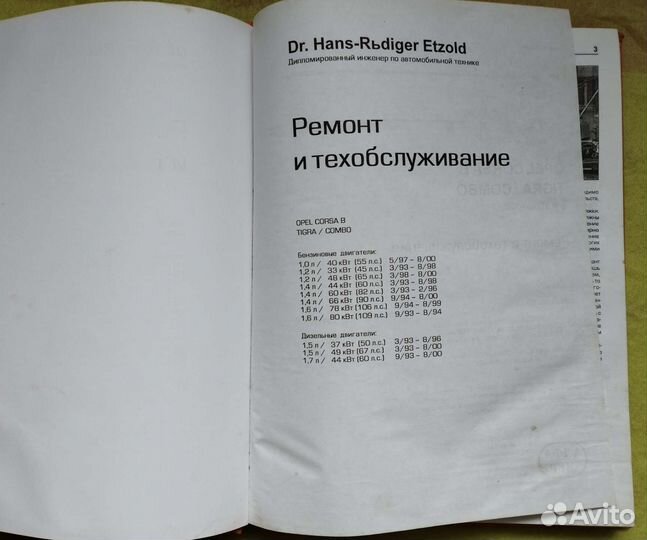 Dr. Hans-Rьdiger Etzold
Дипломированный инженер по автомобильной технике
3
Ремонт
и техобслуживание
OPEL CORSA B
TIGRA / COMBO
Бензиновые двигатели:
1,0 л / 40 кВт (55 л.с.) 5/97 - 8/00
1,2 л / 33 кВт (45 л.с.) 3/93 - 8/98
1,2 л / 48 кВт (65 л.с.) 3/98 - 8/00
1,4 л / 44 кВт (60 л.с.) 3/93 - 8/98
1,4 л / 60 кВт (82 л.с.) 3/93 - 2/96
1,4 л / 66 кВт (90 л.с.) 9/94 - 8/00
1,6 л / 78 кВт (106 л.с.) 9/94 - 8/99
1,6 л / 80 кВт (109 л.с.) 9/93 - 8/94
Дизельные двигатели:
1,5 л / 37 кВт (50 л.с.) 3/93 - 8/96
1,5 л / 49 кВт (67 л.с.) 3/93 - 8/00
1,7 л / 44 кВт (60 л.с.) 9/93 - 8/00
Avito